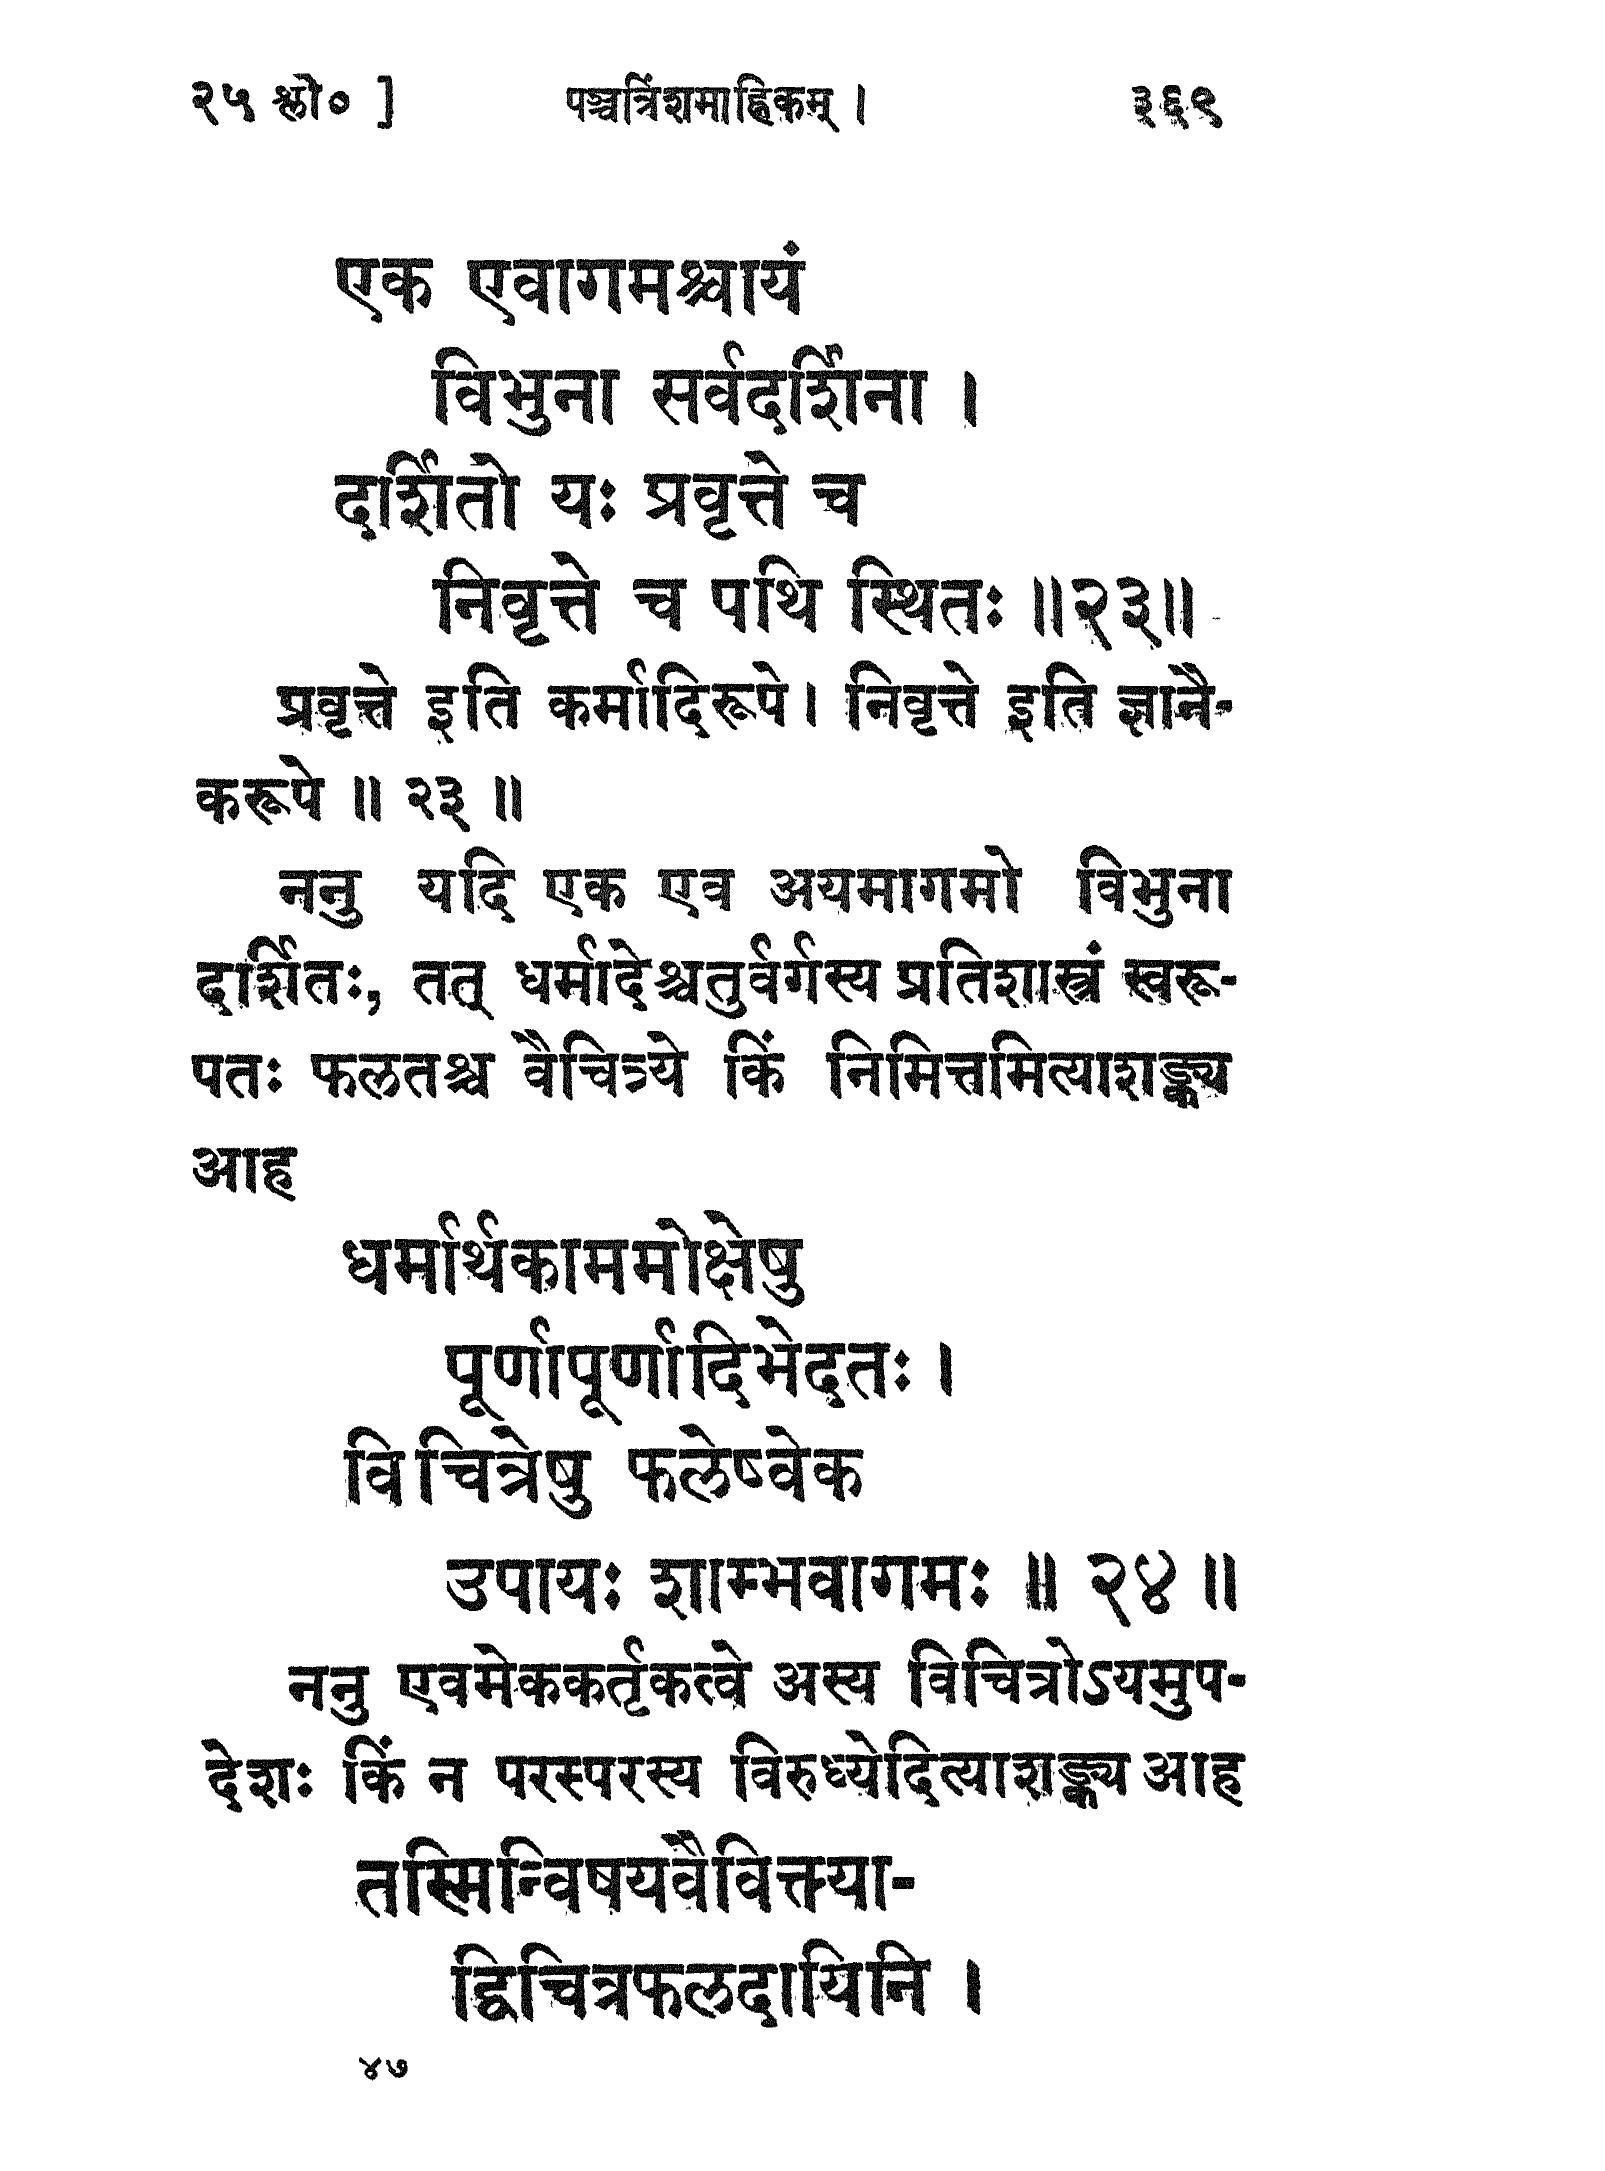 २५ श्लो० ]
पञ्चत्रिंशमाह्निकम् ।
३६९
एक एवागमश्चायं
विभुना सर्वदर्शिना ।
दर्शितो यः प्रवृत्ते च
निवृत्ते च पथि स्थितः ॥२३॥
प्रवृत्ते इति कर्मादिरूपे। निवृत्ते इति ज्ञानै-
करूपे ॥ २३ ॥
ननु यदि एक एव अयमागमो विभुना
दर्शितः, तत् धर्मादेश्चतुर्वर्गस्य प्रतिशास्त्रं स्वरू-
पतः फलतश्च वैचित्र्ये किं निमित्तमित्याशङ्क्य
आह
धर्मार्थकाममोक्षेषु
पूर्णापूर्णादिभेदतः ।
विचित्रेषु फलेष्वेक
उपायः शाम्भवागमः ॥ २४ ॥
ननु एवमेककर्तृकत्वे अस्य विचित्रोऽयमुप-
देशः किं न परस्परस्य विरुध्येदित्याशङ्क्य आह
तस्मिन्विषयवैवित्तया-
द्विचित्रफलदायिनि ।
४७